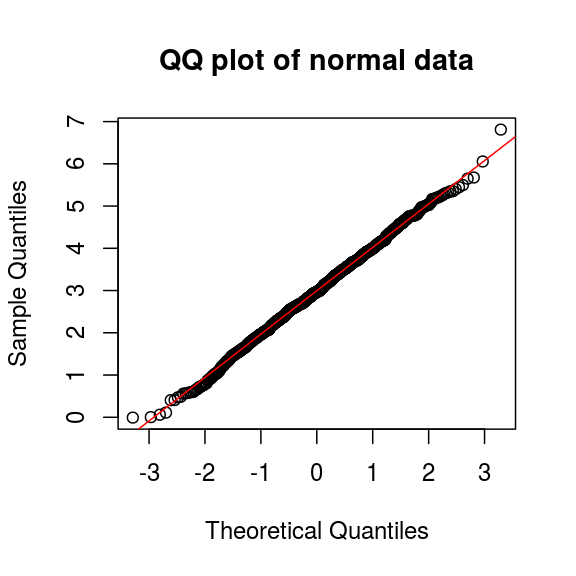 QQ plot of normal data
Sample Quantiles
7
6
5
4
3
2
1
0
-3 -2 -1 0 1 2 3
Theoretical Quantiles